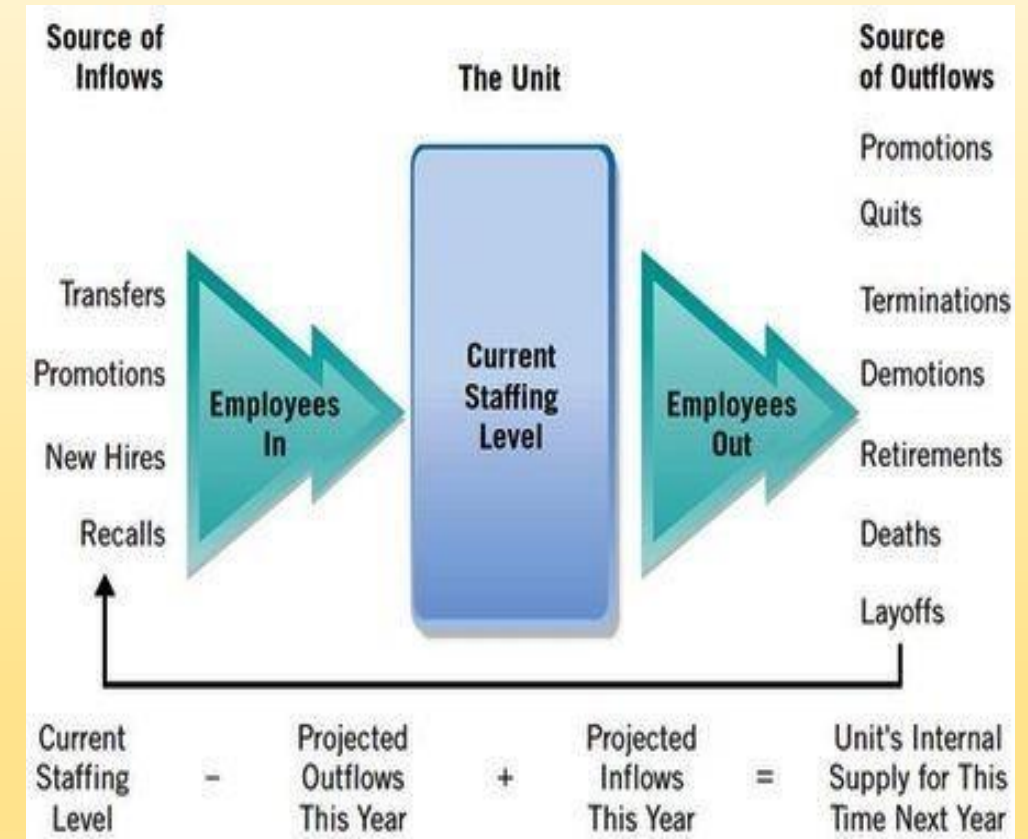 Source of
Inflows
The Unit
Source
of Outflows
Transfers
Promotions
New Hires
Recalls
Employees
In
Current
Staffing
Level
Employees
Out
Promotions
Quits
Terminations
Demotions
Retirements
Deaths
Layoffs
Current
Staffing
Level
–
Projected
Outflows
This Year
+
Projected
Inflows
This Year
=
Unit's Internal
Supply for This
Time Next Year